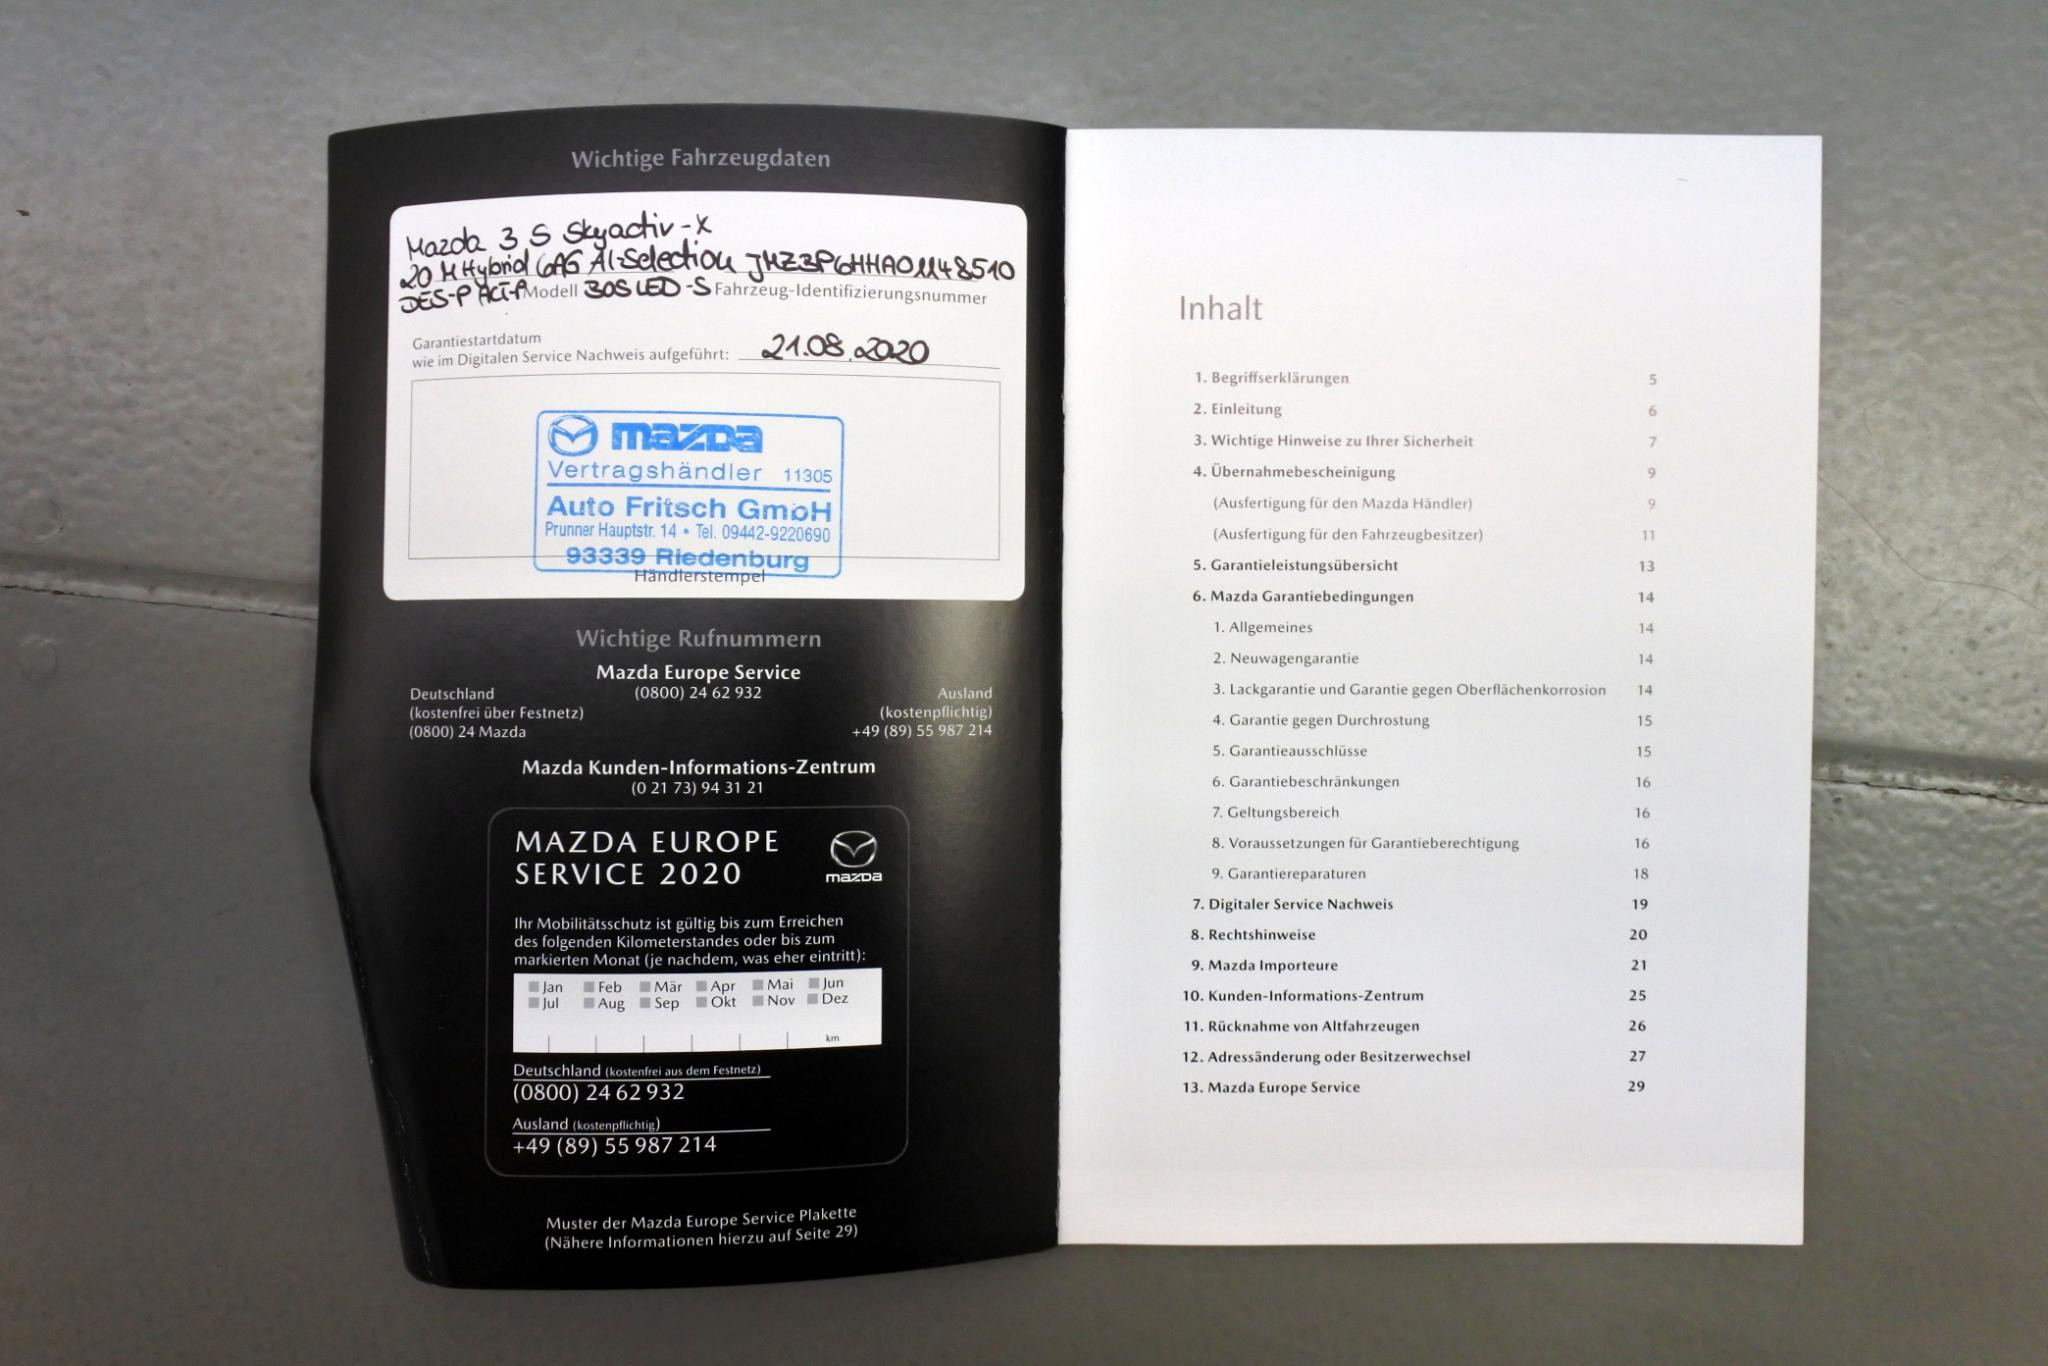 Wichtige Fahrzeugdaten
Mazda 3 S Skyactiv-X
20 M Hybrid 6AG Al-Selection JMZBP6HHA01148510
DES-P ACT-P Modell BOS LED-S Fahrzeug-Identifizierungsnummer
Garantiestartdatum
wie im Digitalen Service Nachweis aufgeführt: 21.08.2020
mazda
Vertragshändler 11305
Auto Fritsch GmbH
Prunner Hauptstr. 14 • Tel. 09442-9220690
93339 Riedenburg
Händlerstempel
Wichtige Rufnummern
Mazda Europe Service
Deutschland (0800) 24 62 932 Ausland
(kostenfrei über Festnetz) (kostenpflichtig)
(0800) 24 Mazda +49 (89) 55 987 214
Mazda Kunden-Informations-Zentrum
(0 21 73) 94 31 21
MAZDA EUROPE
SERVICE 2020
mazda
Ihr Mobilitätsschutz ist gültig bis zum Erreichen
des folgenden Kilometerstandes oder bis zum
markierten Monat (je nachdem, was eher eintritt):
Jan Feb Mär Apr Mai Jun
Jul Aug Sep Okt Nov Dez
km
Deutschland (kostenfrei aus dem Festnetz)
(0800) 24 62 932
Ausland (kostenpflichtig)
+49 (89) 55 987 214
Muster der Mazda Europe Service Plakette
(Nähere Informationen hierzu auf Seite 29)
Inhalt
1. Begriffserklärungen 5
2. Einleitung 6
3. Wichtige Hinweise zu Ihrer Sicherheit 7
4. Übernahmebescheinigung 9
(Ausfertigung für den Mazda Händler) 9
(Ausfertigung für den Fahrzeugbesitzer) 11
5. Garantieleistungsübersicht 13
6. Mazda Garantiebedingungen 14
1. Allgemeines 14
2. Neuwagengarantie 14
3. Lackgarantie und Garantie gegen Oberflächenkorrosion 14
4. Garantie gegen Durchrostung 15
5. Garantieausschlüsse 15
6. Garantiebeschränkungen 16
7. Geltungsbereich 16
8. Voraussetzungen für Garantieberechtigung 16
9. Garantiereparaturen 18
7. Digitaler Service Nachweis 19
8. Rechtshinweise 20
9. Mazda Importeure 21
10. Kunden-Informations-Zentrum 25
11. Rücknahme von Altfahrzeugen 26
12. Adressänderung oder Besitzerwechsel 27
13. Mazda Europe Service 29